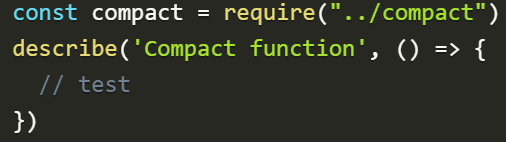 const compact = require("../compact")
describe('Compact function', () => {
  // test
})